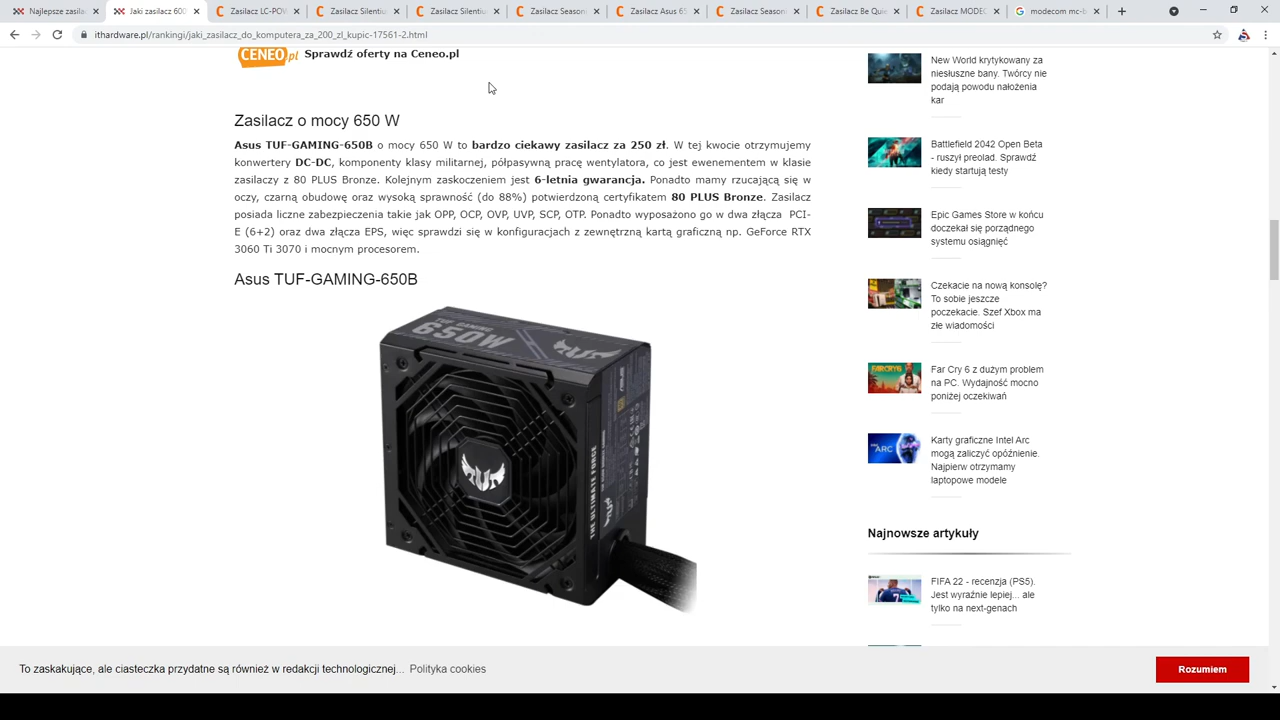 Najlepsze zasila
Jaki zasilacz 600
Zasilacz LC-POW
Zasilacz Silentiu
Zasilacz Silentiu
Zasilacz Season
Zasilacz Asus 65
Zasilacz Season
Zasilacz Be Quie
Zasilacz MODEC
modecom mc-b
ithardware.pl/rankingi/jaki_zasilacz_do_komputera_za_200_zl_kupic-17561-2.html
CENEO.pl Sprawdź oferty na Ceneo.pl
Zasilacz o mocy 650 W
Asus TUF-GAMING-650B o mocy 650 W to bardzo ciekawy zasilacz za 250 zł. W tej kwocie otrzymujemy
konwertery DC-DC, komponenty klasy militarnej, półpasywną pracę wentylatora, co jest ewenementem w klasie
zasilaczy z 80 PLUS Bronze. Kolejnym zaskoczeniem jest 6-letnia gwarancja. Ponadto mamy rzucającą się w
oczy, czarną obudowę oraz wysoką sprawność (do 88%) potwierdzoną certyfikatem 80 PLUS Bronze. Zasilacz
posiada liczne zabezpieczenia takie jak OPP, OCP, OVP, UVP, SCP, OTP. Ponadto wyposażono go w dwa złącza PCI-
E (6+2) oraz dwa złącza EPS, więc sprawdzi się w konfiguracjach z zewnętrzną kartą graficzną np. GeForce RTX
3060 Ti 3070 i mocnym procesorem.
Asus TUF-GAMING-650B
TUF GAMING
650W
THE ULTIMATE FORCE
TUF
New World krytykowany za
niesłuszne bany. Twórcy nie
podają powodu nałożenia
kar
Battlefield 2042 Open Beta
- ruszył preolad. Sprawdź
kiedy startują testy
Epic Games Store w końcu
doczekał się porządnego
systemu osiągnięć
Czekacie na nową konsolę?
To sobie jeszcze
poczekacie. Szef Xbox ma
złe wiadomości
FARCRY6
Far Cry 6 z dużym problem
na PC. Wydajność mocno
poniżej oczekiwań
ARC
Karty graficzne Intel Arc
mogą zaliczyć opóźnienie.
Najpierw otrzymamy
laptopowe modele
Najnowsze artykuły
FIFA 22 - recenzja (PS5).
Jest wyraźnie lepiej... ale
tylko na next-genach
To zaskakujące, ale ciasteczka przydatne są również w redakcji technologicznej... Polityka cookies
Rozumiem